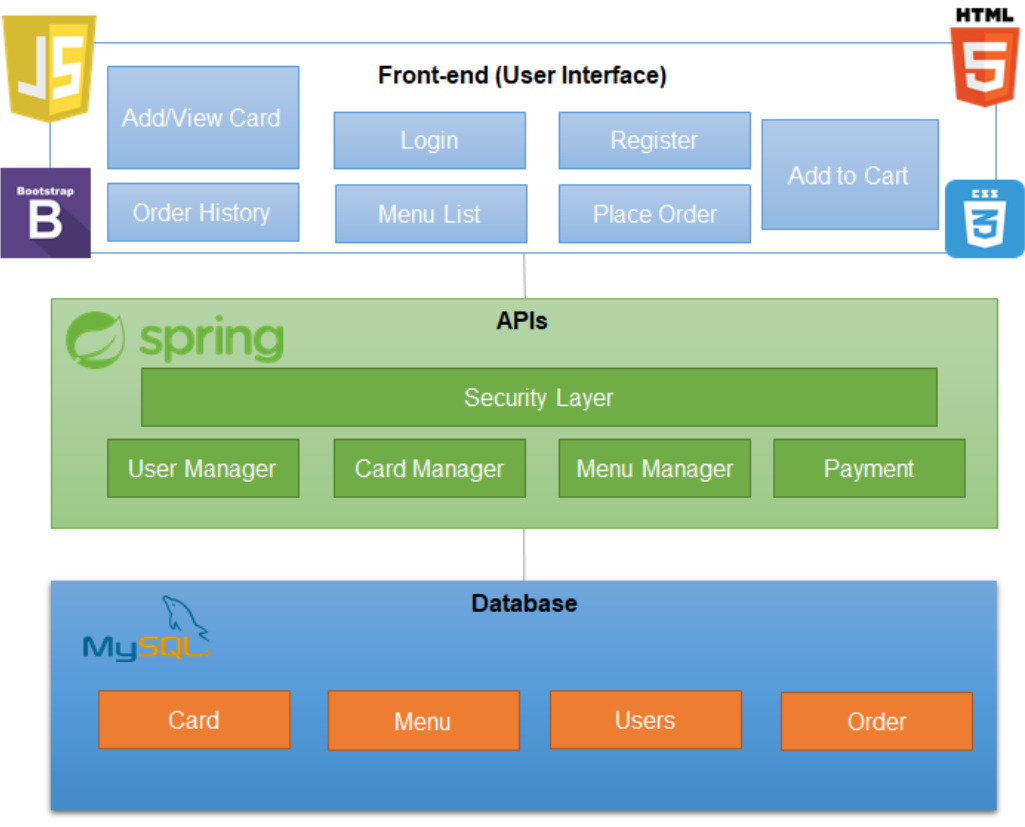 JS
HTML
5
Front-end (User Interface)
Add/View Card
Login
Register
Add to Cart
Order History
Menu List
Place Order
Bootstrap
B
CSS
3
APIs
spring
Security Layer
User Manager
Card Manager
Menu Manager
Payment
Database
MySQL
Card
Menu
Users
Order